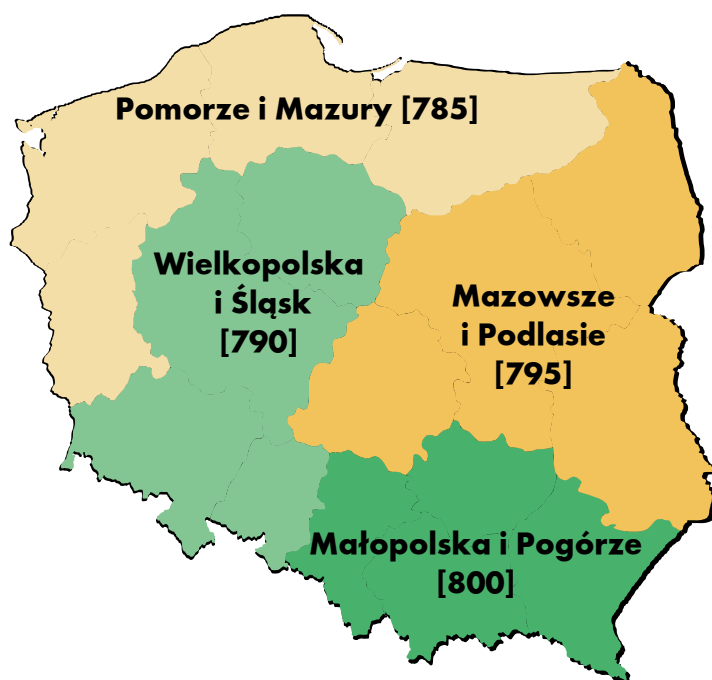 Pomorze i Mazury [785]
Wielkopolska
i Śląsk
[790]
Mazowsze
i Podlasie
[795]
Małopolska i Pogórze
[800]